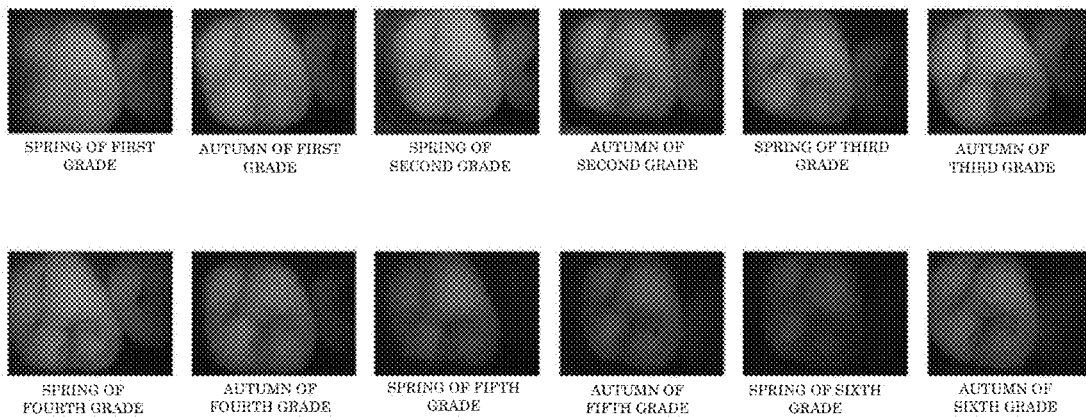 SPRING OF FIRST
GRADE
AUTUMN OF FIRST
GRADE
SPRING OF
SECOND GRADE
AUTUMN OF
SECOND GRADE
SPRING OF THIRD
GRADE
AUTUMN OF
THIRD GRADE
SPRING OF
FOURTH GRADE
AUTUMN OF
FOURTH GRADE
SPRING OF FIFTH
GRADE
AUTUMN OF
FIFTH GRADE
SPRING OF SIXTH
GRADE
AUTUMN OF
SIXTH GRADE